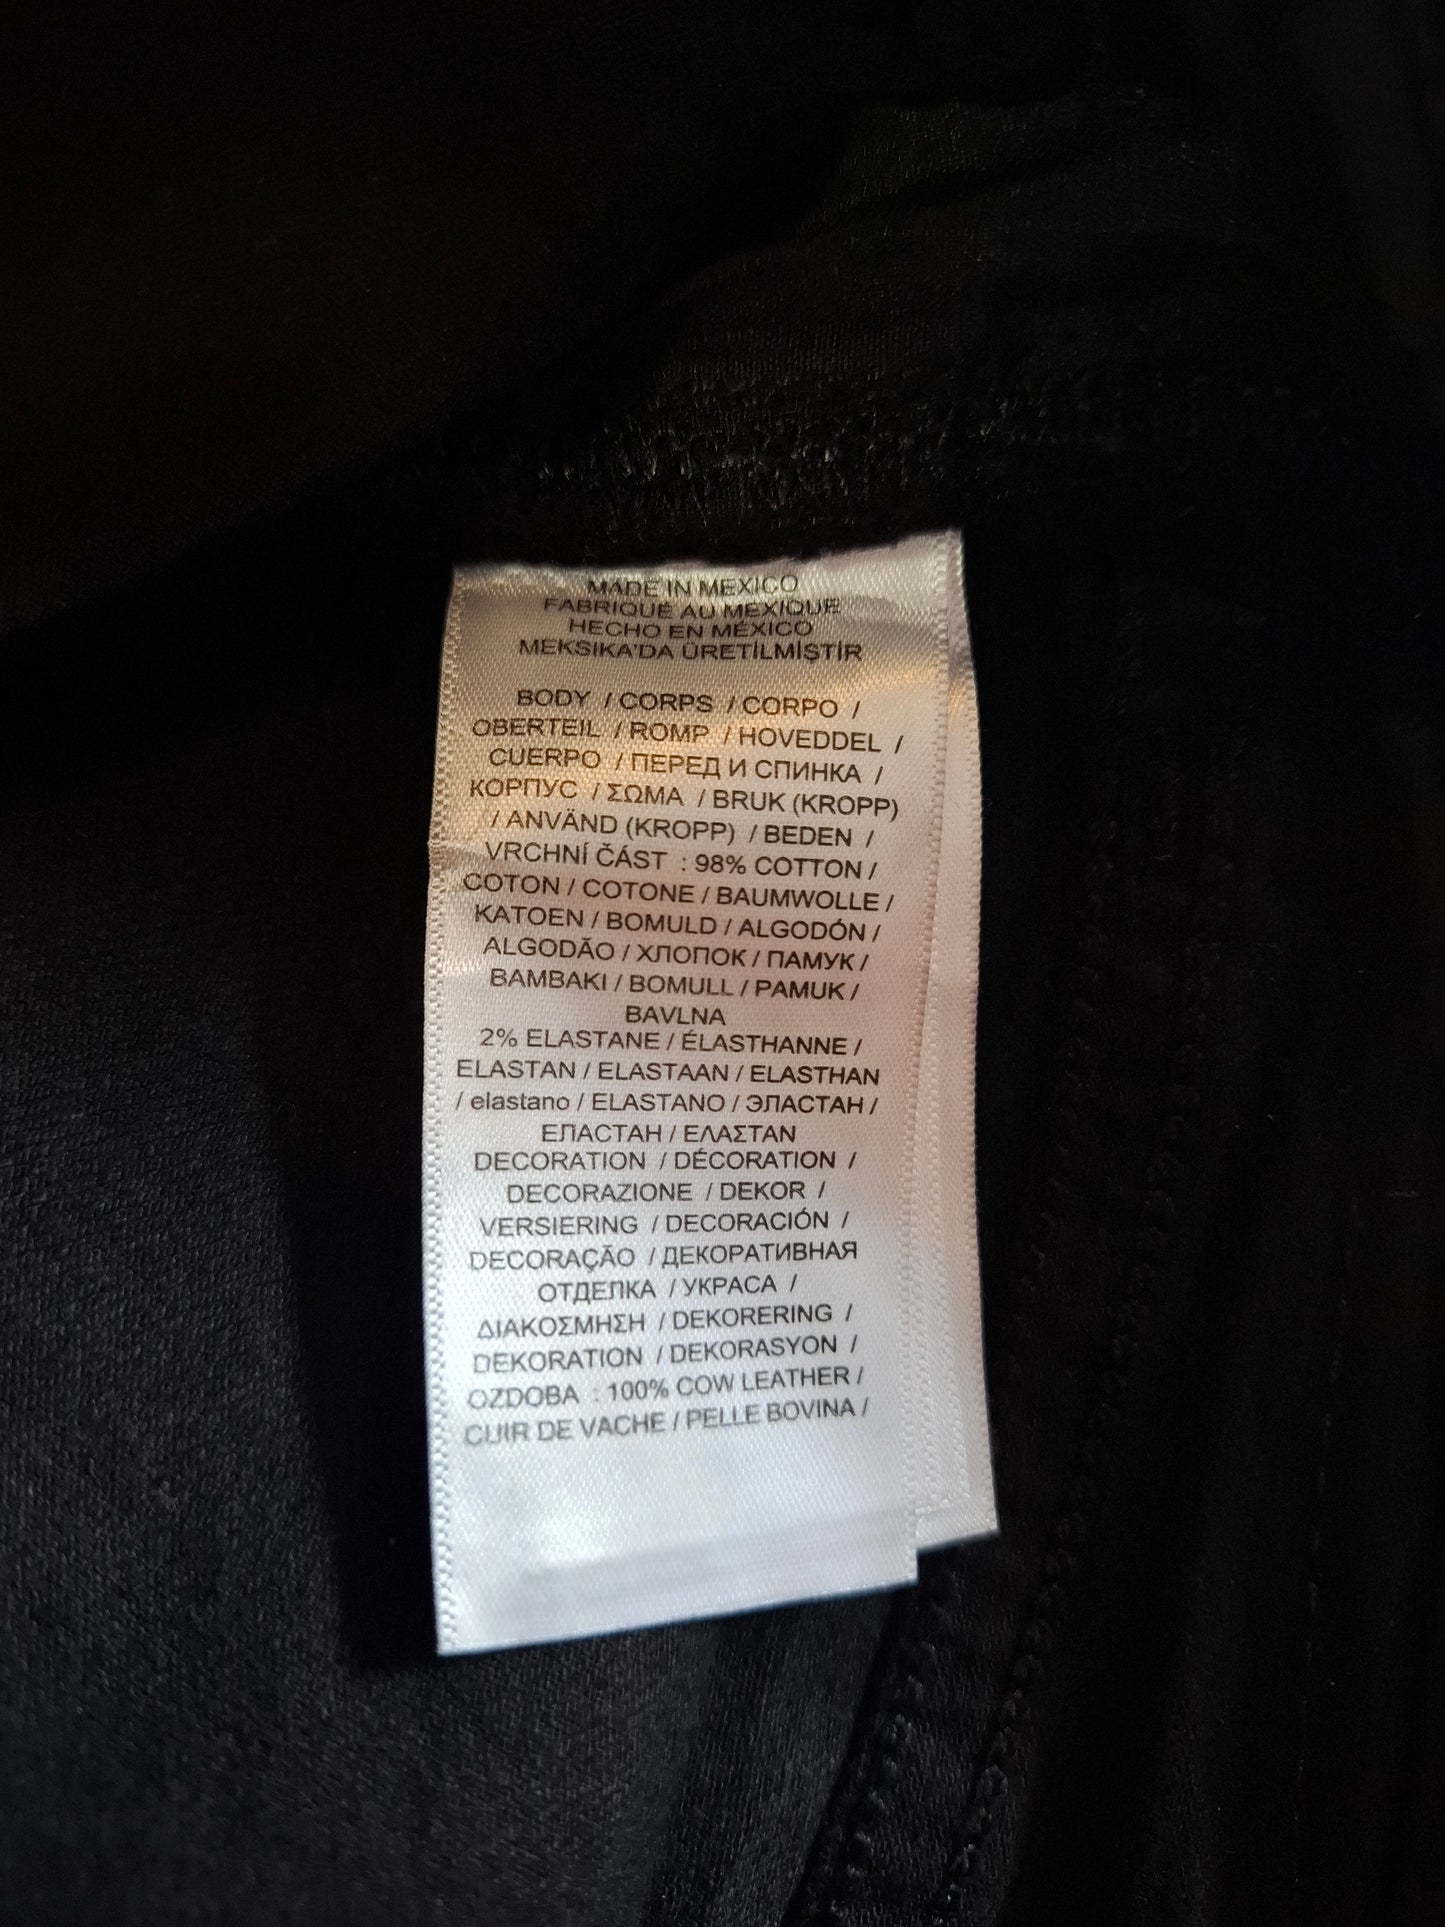 MADE IN MEXICO
FABRIQUÉ AU MEXIQUE
HECHO EN MÉXICO
MEKSIKA'DA ÜRETİLMİŞTİR
BODY / CORPS / CORPO /
OBERTEIL / ROMP / HOVEDDEL /
CUERPO / ПЕРЕД И СПИНКА /
КОРПУС / ΣΩΜΑ / BRUK (KROPP)
/ ANVÄND (KROPP) / BEDEN /
VRCHNÍ ČÁST : 98% COTTON /
COTON / COTONE / BAUMWOLLE /
KATOEN / BOMULD / ALGODÓN /
ALGODÃO / ХЛОПОК / ПАМУК /
BAMBAKI / BOMULL / PAMUK /
BAVLNA
2% ELASTANE / ÉLASTHANNE /
ELASTAN / ELASTAAN / ELASTHAN
/ elastano / ELASTANO / ЭЛАСТАН /
ЕЛАСТАН / ΕΛΑΣΤΑΝ
DECORATION / DÉCORATION /
DECORAZIONE / DEKOR /
VERSIERING / DECORACIÓN /
DECORAÇÃO / ДЕКОРАТИВНАЯ
ОТДЕЛКА / УКРАСА /
ΔΙΑΚΟΣΜΗΣΗ / DEKORERING /
DEKORATION / DEKORASYON /
OZDOBA : 100% COW LEATHER /
CUIR DE VACHE / PELLE BOVINA /